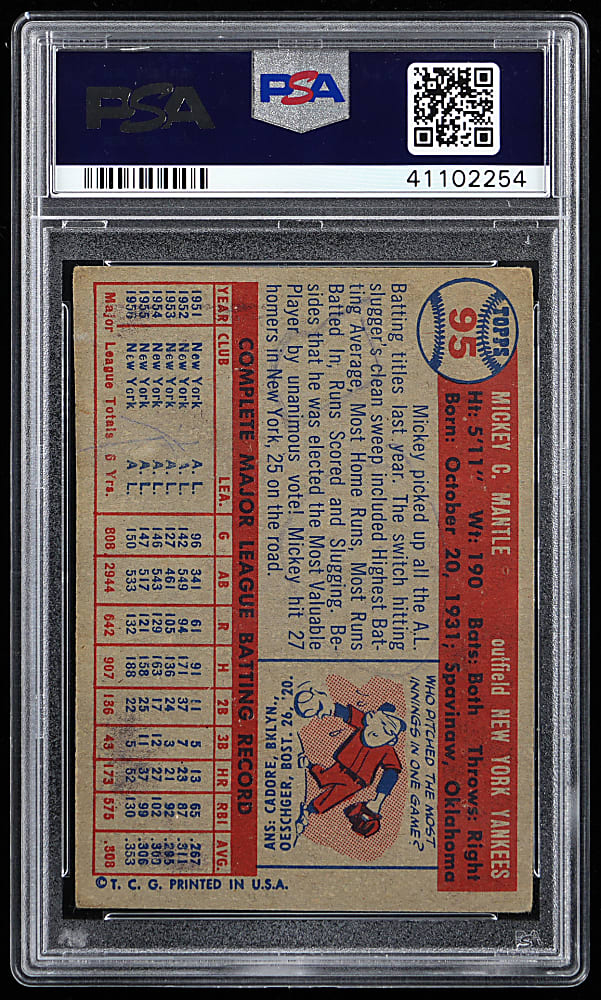 PSA
PSA
41102254
TOPPS
95
MICKEY C. MANTLE outfield NEW YORK YANKEES
Ht: 5'11" Wt: 190 Bats: Both Throws: Right
Born: October 20, 1931; Spavinaw, Oklahoma
Mickey picked up all the A.L.
Batting titles last year. The switch hitting
slugger's clean sweep included Highest Bat-
ting Average, Most Home Runs, Most Runs
Batted In, Runs Scored and Slugging. Be-
sides that he was elected the Most Valuable
Player by unanimous vote! Mickey hit 27
homers in New York, 25 on the road.
WHO PITCHED THE MOST
INNINGS IN ONE GAME?
ANS. CADORE, BKLYN.,
OESCHGER, BOST. 26, '20.
COMPLETE MAJOR LEAGUE BATTING RECORD
YEAR CLUB LEA. G AB R H 2B 3B HR RBI AVG.
1951 New York A. L. 96 341 61 91 11 5 13 65 .267
1952 New York A. L. 142 549 94 171 37 7 23 87 .311
1953 New York A. L. 127 461 105 136 24 3 21 92 .295
1954 New York A. L. 146 543 129 163 17 12 27 102 .300
1955 New York A. L. 147 517 121 158 25 11 37 99 .306
1956 New York A. L. 150 533 132 188 22 5 52 130 .353
Major League Totals 6 Yrs. 808 2944 642 907 136 43 173 575 .308
© T. C. G. PRINTED IN U.S.A.